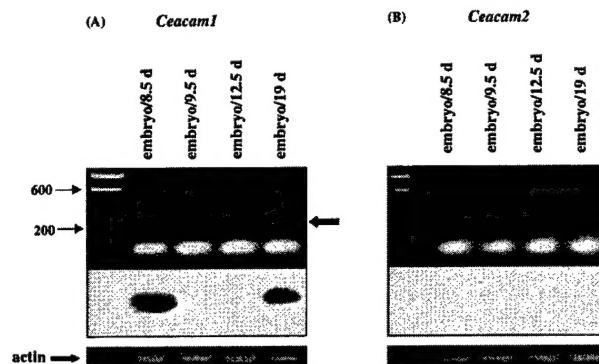 (A) Ceacam1
embryo/8.5 d
embryo/9.5 d
embryo/12.5 d
embryo/19 d
600
200
actin
(B) Ceacam2
embryo/8.5 d
embryo/9.5 d
embryo/12.5 d
embryo/19 d